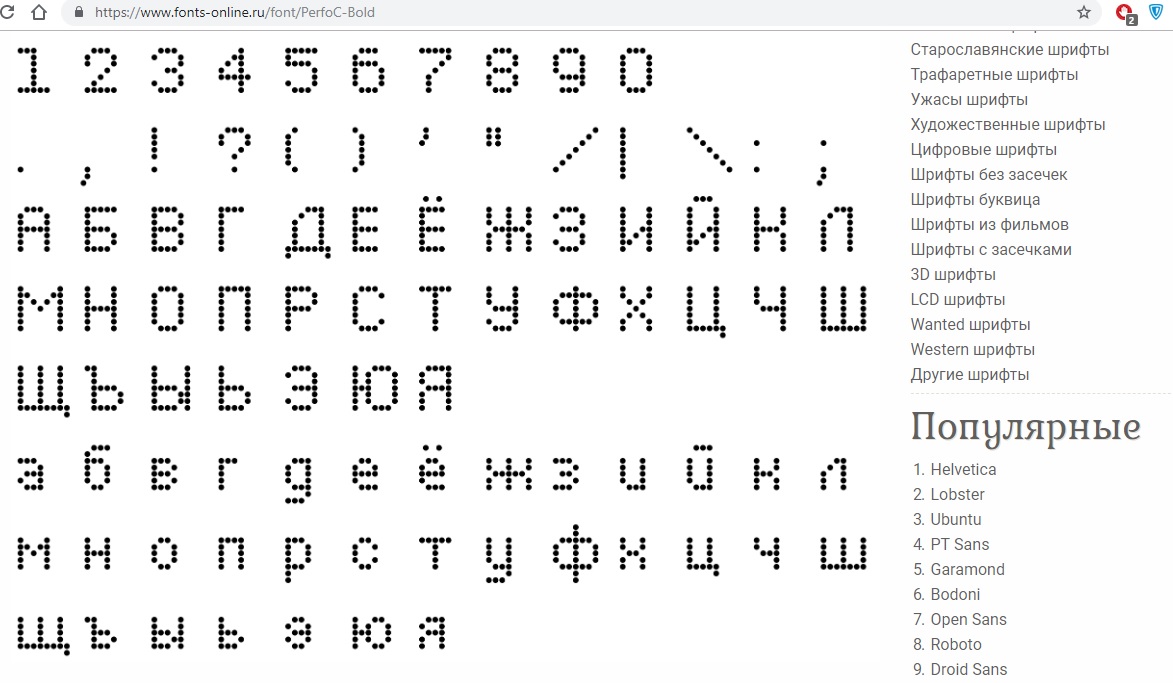 https://www.fonts-online.ru/font/PerfoC-Bold
2
1 2 3 4 5 6 7 8 9 0
. , ! ? ( ) ' " / | \ : ;
А Б В Г Д Е Ё Ж З И Й К Л
М Н О П Р С Т У Ф Х Ц Ч Ш
Щ Ъ Ы Ь Э Ю Я
а б в г д е ё ж з и й к л
м н о п р с т у ф х ц ч ш
щ ъ ы ь э ю я
Старославянские шрифты
Трафаретные шрифты
Ужасы шрифты
Художественные шрифты
Цифровые шрифты
Шрифты без засечек
Шрифты буквица
Шрифты из фильмов
Шрифты с засечками
3D шрифты
LCD шрифты
Wanted шрифты
Western шрифты
Другие шрифты
Популярные
1. Helvetica
2. Lobster
3. Ubuntu
4. PT Sans
5. Garamond
6. Bodoni
7. Open Sans
8. Roboto
9. Droid Sans